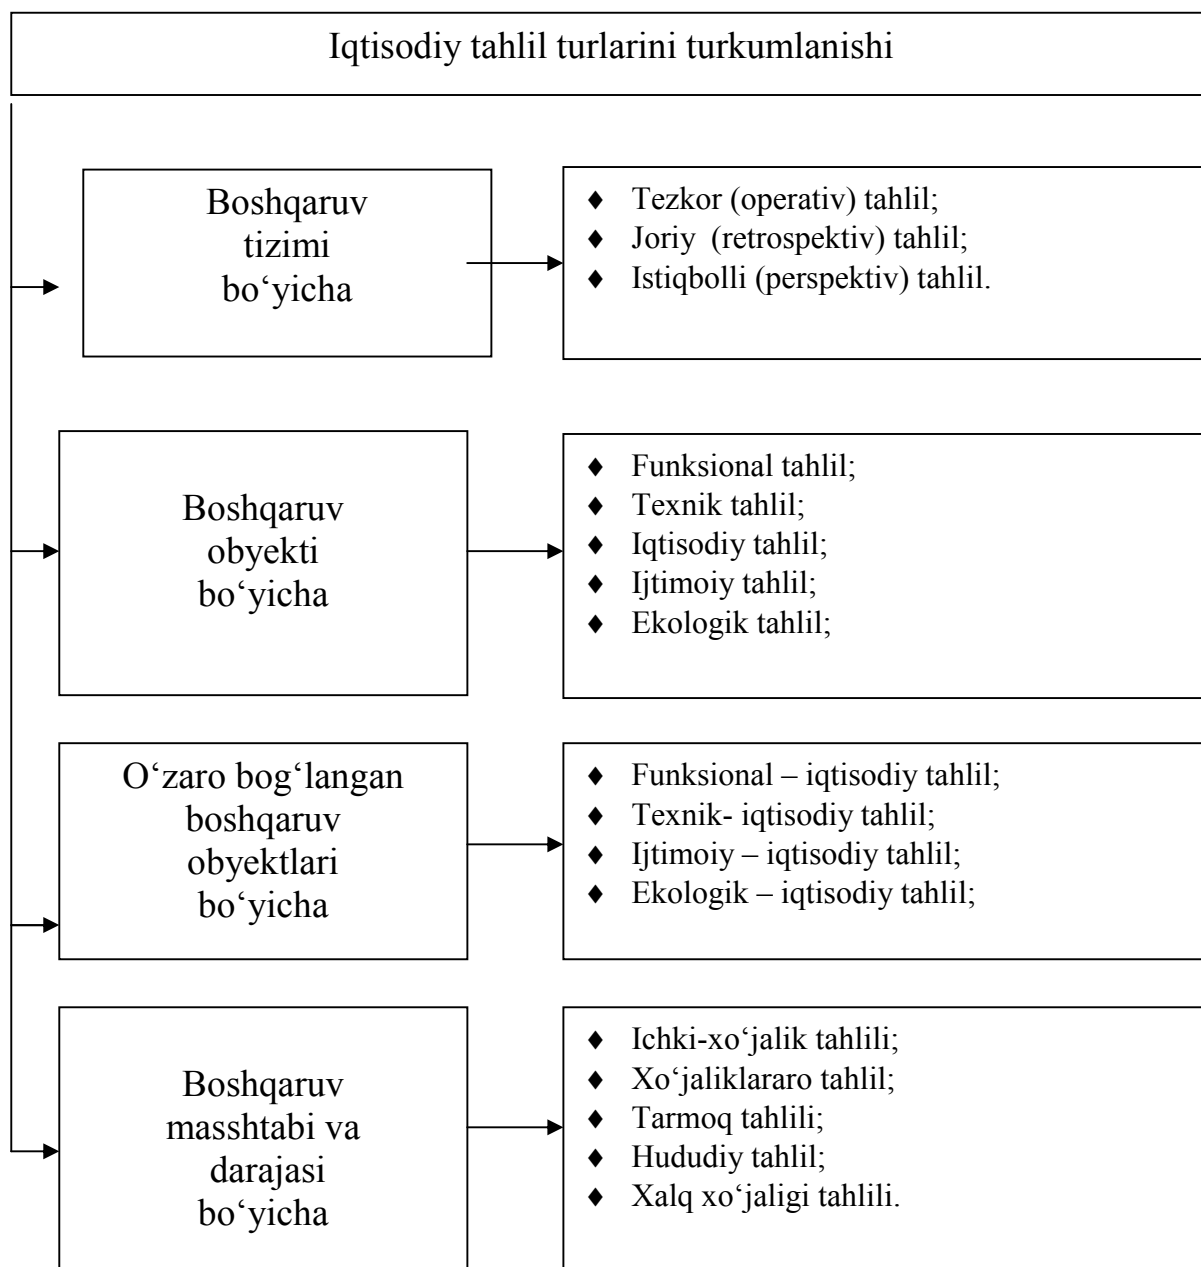 Iqtisodiy tahlil turlarini turkumlanishi
Boshqaruv
tizimi
bo‘yicha
♦ Tezkor (operativ) tahlil;
♦ Joriy (retrospektiv) tahlil;
♦ Istiqbolli (perspektiv) tahlil.
Boshqaruv
obyekti
bo‘yicha
♦ Funksional tahlil;
♦ Texnik tahlil;
♦ Iqtisodiy tahlil;
♦ Ijtimoiy tahlil;
♦ Ekologik tahlil;
O‘zaro bog‘langan
boshqaruv
obyektlari
bo‘yicha
♦ Funksional – iqtisodiy tahlil;
♦ Texnik- iqtisodiy tahlil;
♦ Ijtimoiy – iqtisodiy tahlil;
♦ Ekologik – iqtisodiy tahlil;
Boshqaruv
masshtabi va
darajasi
bo‘yicha
♦ Ichki-xo‘jalik tahlili;
♦ Xo‘jaliklararo tahlil;
♦ Tarmoq tahlili;
♦ Hududiy tahlil;
♦ Xalq xo‘jaligi tahlili.